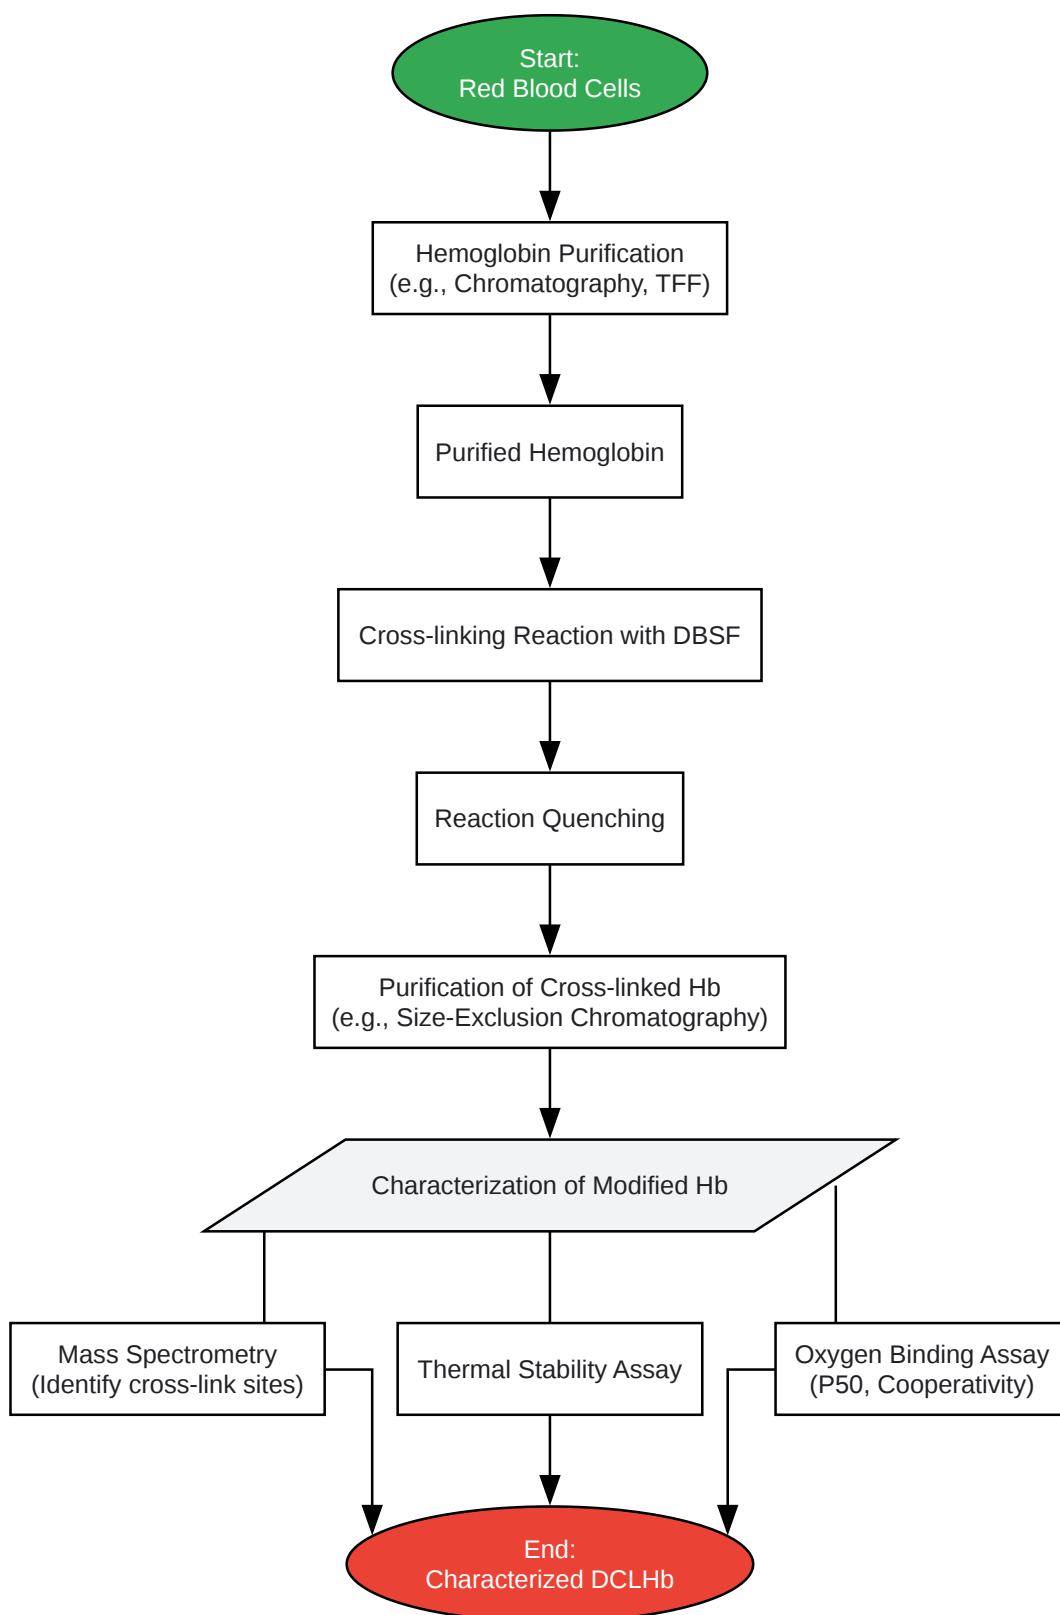 Start:
Red Blood Cells
Hemoglobin Purification
(e.g., Chromatography, TFF)
Purified Hemoglobin
Cross-linking Reaction with DBSF
Reaction Quenching
Purification of Cross-linked Hb
(e.g., Size-Exclusion Chromatography)
Characterization of Modified Hb
Mass Spectrometry
(Identify cross-link sites)
Thermal Stability Assay
Oxygen Binding Assay
(P50, Cooperativity)
End:
Characterized DCLHb